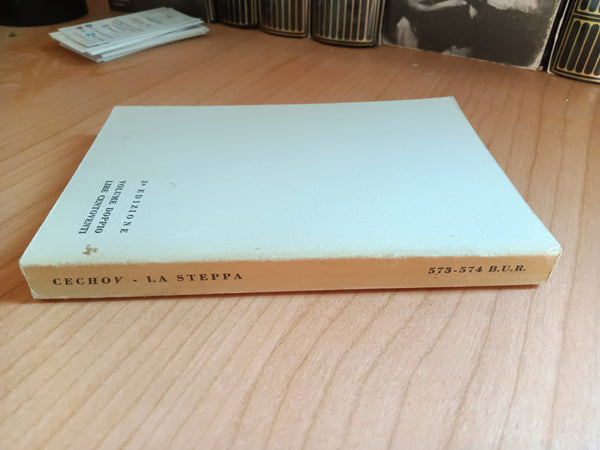 3ª EDIZIONE
VOLUME DOPPIO
LIRE CENTOVENTI
CECHOV - LA STEPPA
573-574 B.U.R.